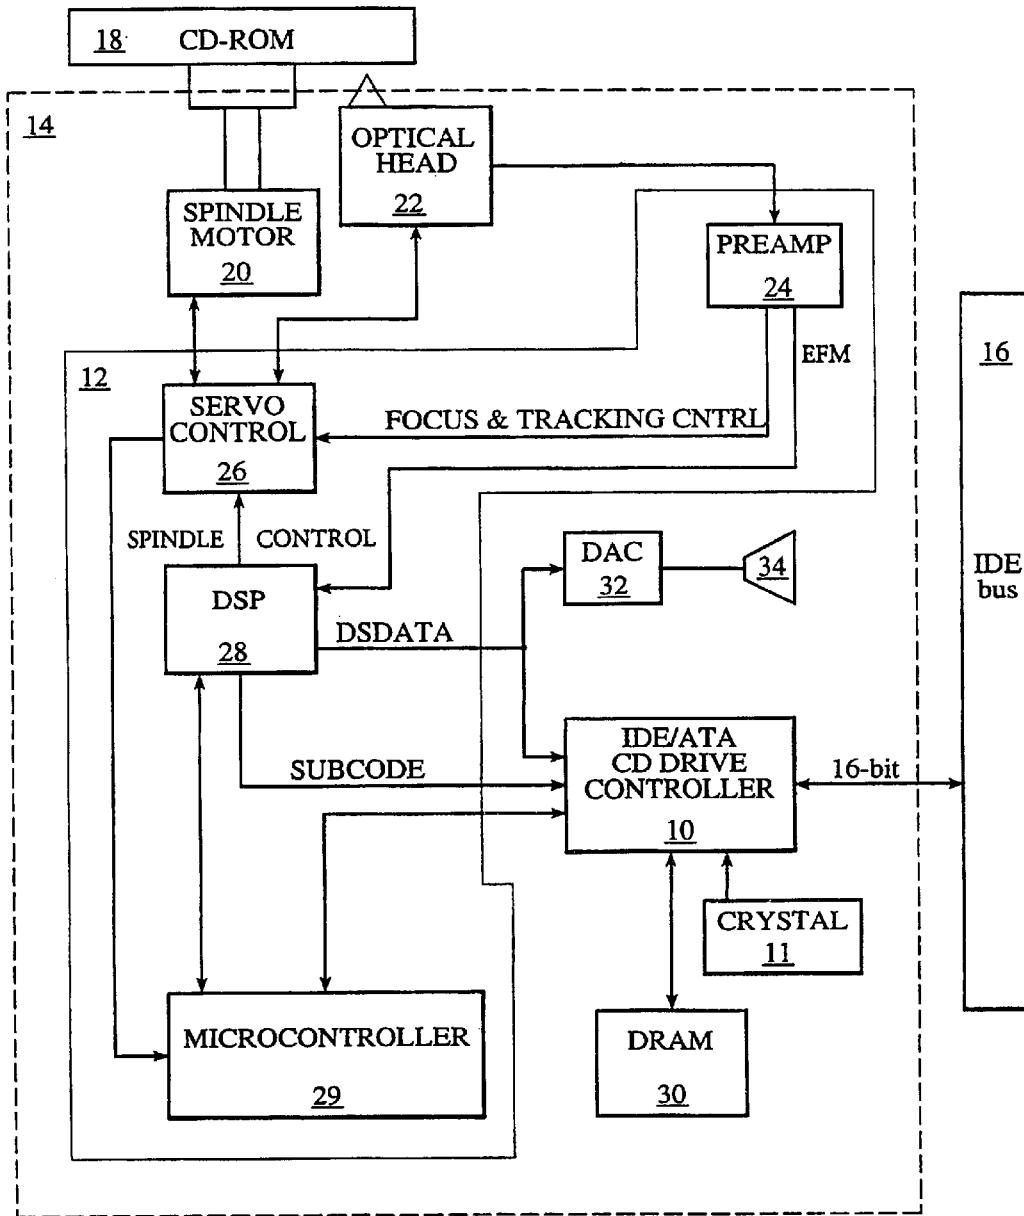 18 CD-ROM
14
OPTICAL
HEAD
22
SPINDLE
MOTOR
20
PREAMP
24
EFM
16
IDE
bus
12
SERVO
CONTROL
26
FOCUS & TRACKING CNTRL
SPINDLE CONTROL
DSP
28
DSDATA
DAC
32
34
SUBCODE
IDE/ATA
CD DRIVE
CONTROLLER
10
16-bit
CRYSTAL
11
MICROCONTROLLER
29
DRAM
30